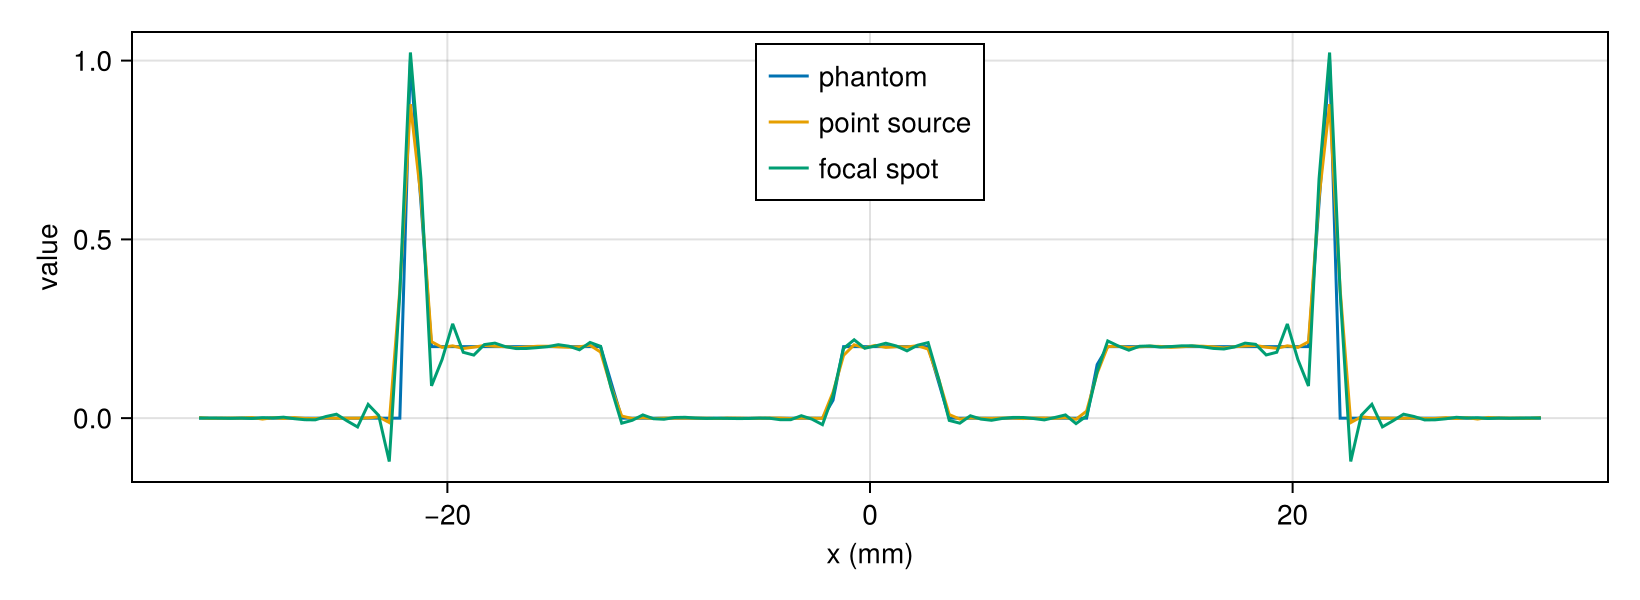 1.0
0.5
0.0
value
phantom
point source
focal spot
−20
0
20
x (mm)